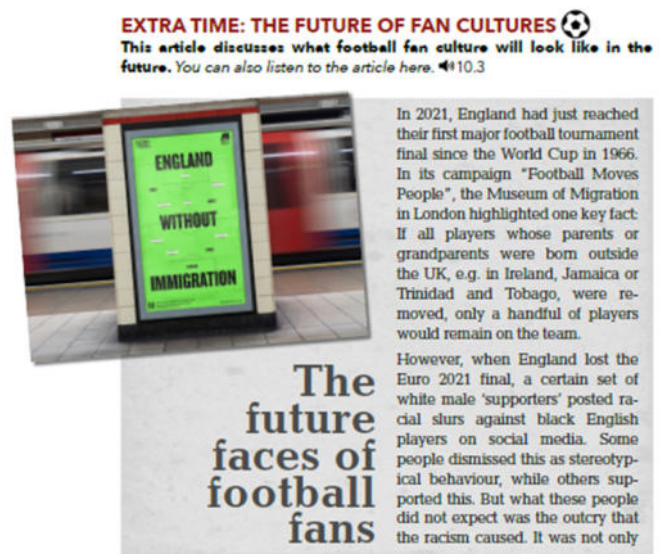 EXTRA TIME: THE FUTURE OF FAN CULTURES
This article discusses what football fan culture will look like in the
future. You can also listen to the article here. 10.3
ENGLAND
WITHOUT
IMMIGRATION
The
future
faces of
football
fans
In 2021, England had just reached
their first major football tournament
final since the World Cup in 1966.
In its campaign "Football Moves
People", the Museum of Migration
in London highlighted one key fact:
If all players whose parents or
grandparents were born outside
the UK, e.g. in Ireland, Jamaica or
Trinidad and Tobago, were re-
moved, only a handful of players
would remain on the team.
However, when England lost the
Euro 2021 final, a certain set of
white male 'supporters' posted ra-
cial slurs against black English
players on social media. Some
people dismissed this as stereotyp-
ical behaviour, while others sup-
ported this. But what these people
did not expect was the outcry that
the racism caused. It was not only